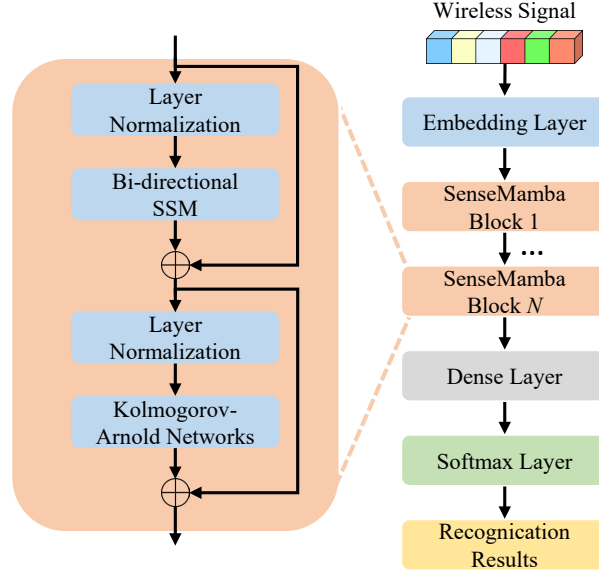 Layer
Normalization
Bi-directional
SSM
Layer
Normalization
Kolmogorov-
Arnold Networks
Wireless Signal
Embedding Layer
SenseMamba
Block 1
...
SenseMamba
Block N
Dense Layer
Softmax Layer
Recognication
Results